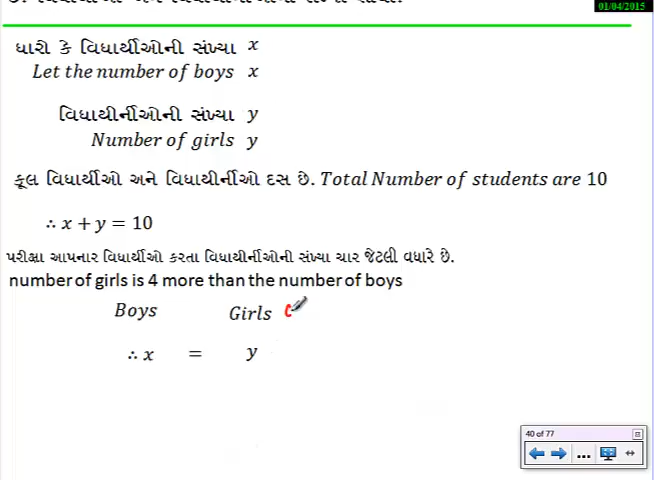 01/04/2015
ધારો કે વિધાર્થીઓની સંખ્યા x
Let the number of boys x
વિધાથીર્નીઓની સંખ્યા y
Number of girls y
કૂલ વિધાર્થીઓ અને વિધાથીર્નીઓ દસ છે. Total Number of students are 10
∴ x + y = 10
પરીક્ષા આપનાર વિધાર્થીઓ કરતા વિધાથીર્નીઓની સંખ્યા ચાર જેટલી વધારે છે.
number of girls is 4 more than the number of boys
Boys Girls
∴ x = y
40 of 77